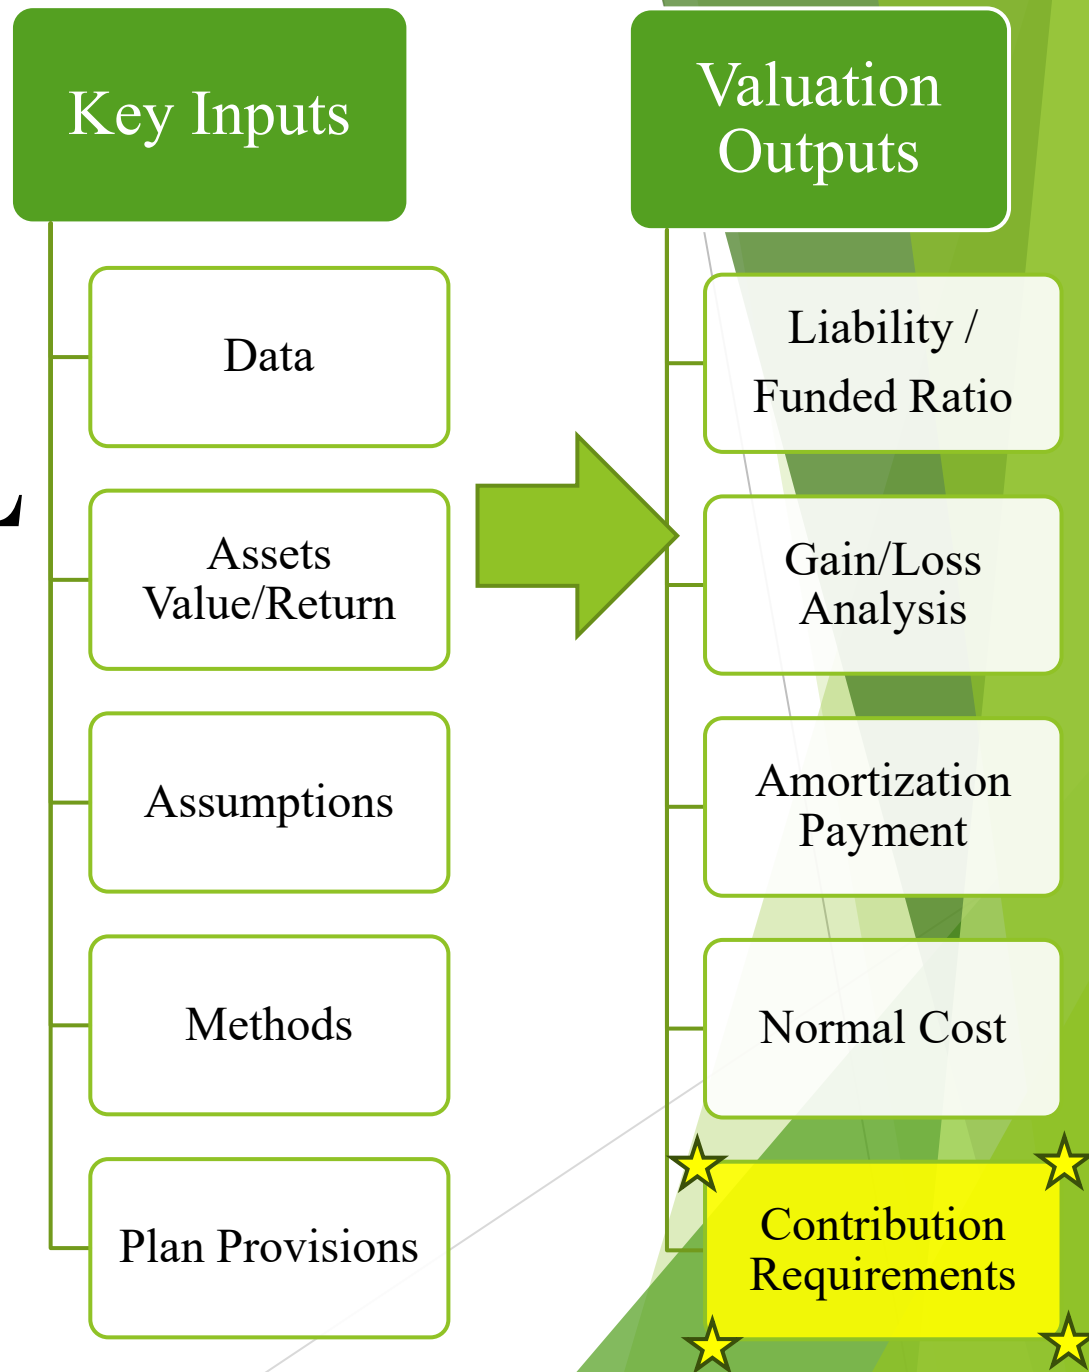 Key Inputs
Data
Assets
Value/Return
Assumptions
Methods
Plan Provisions
Valuation
Outputs
Liability /
Funded Ratio
Gain/Loss
Analysis
Amortization
Payment
Normal Cost
Contribution
Requirements